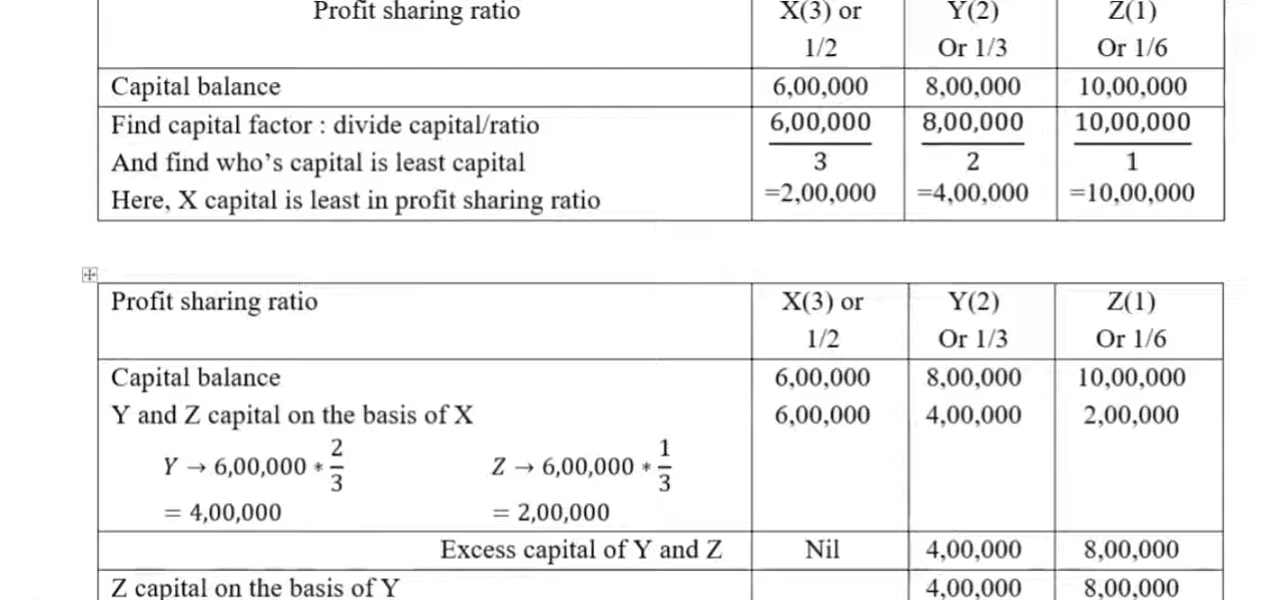 Profit sharing ratio X(3) or Y(2) Z(1)
1/2 Or 1/3 Or 1/6
Capital balance 6,00,000 8,00,000 10,00,000
Find capital factor : divide capital/ratio 6,00,000 8,00,000 10,00,000
And find who's capital is least capital 3 2 1
Here, X capital is least in profit sharing ratio =2,00,000 =4,00,000 =10,00,000
Profit sharing ratio X(3) or Y(2) Z(1)
1/2 Or 1/3 Or 1/6
Capital balance 6,00,000 8,00,000 10,00,000
Y and Z capital on the basis of X 6,00,000 4,00,000 2,00,000
Y → 6,00,000 * 2/3 Z → 6,00,000 * 1/3
= 4,00,000 = 2,00,000
Excess capital of Y and Z Nil 4,00,000 8,00,000
Z capital on the basis of Y 4,00,000 8,00,000